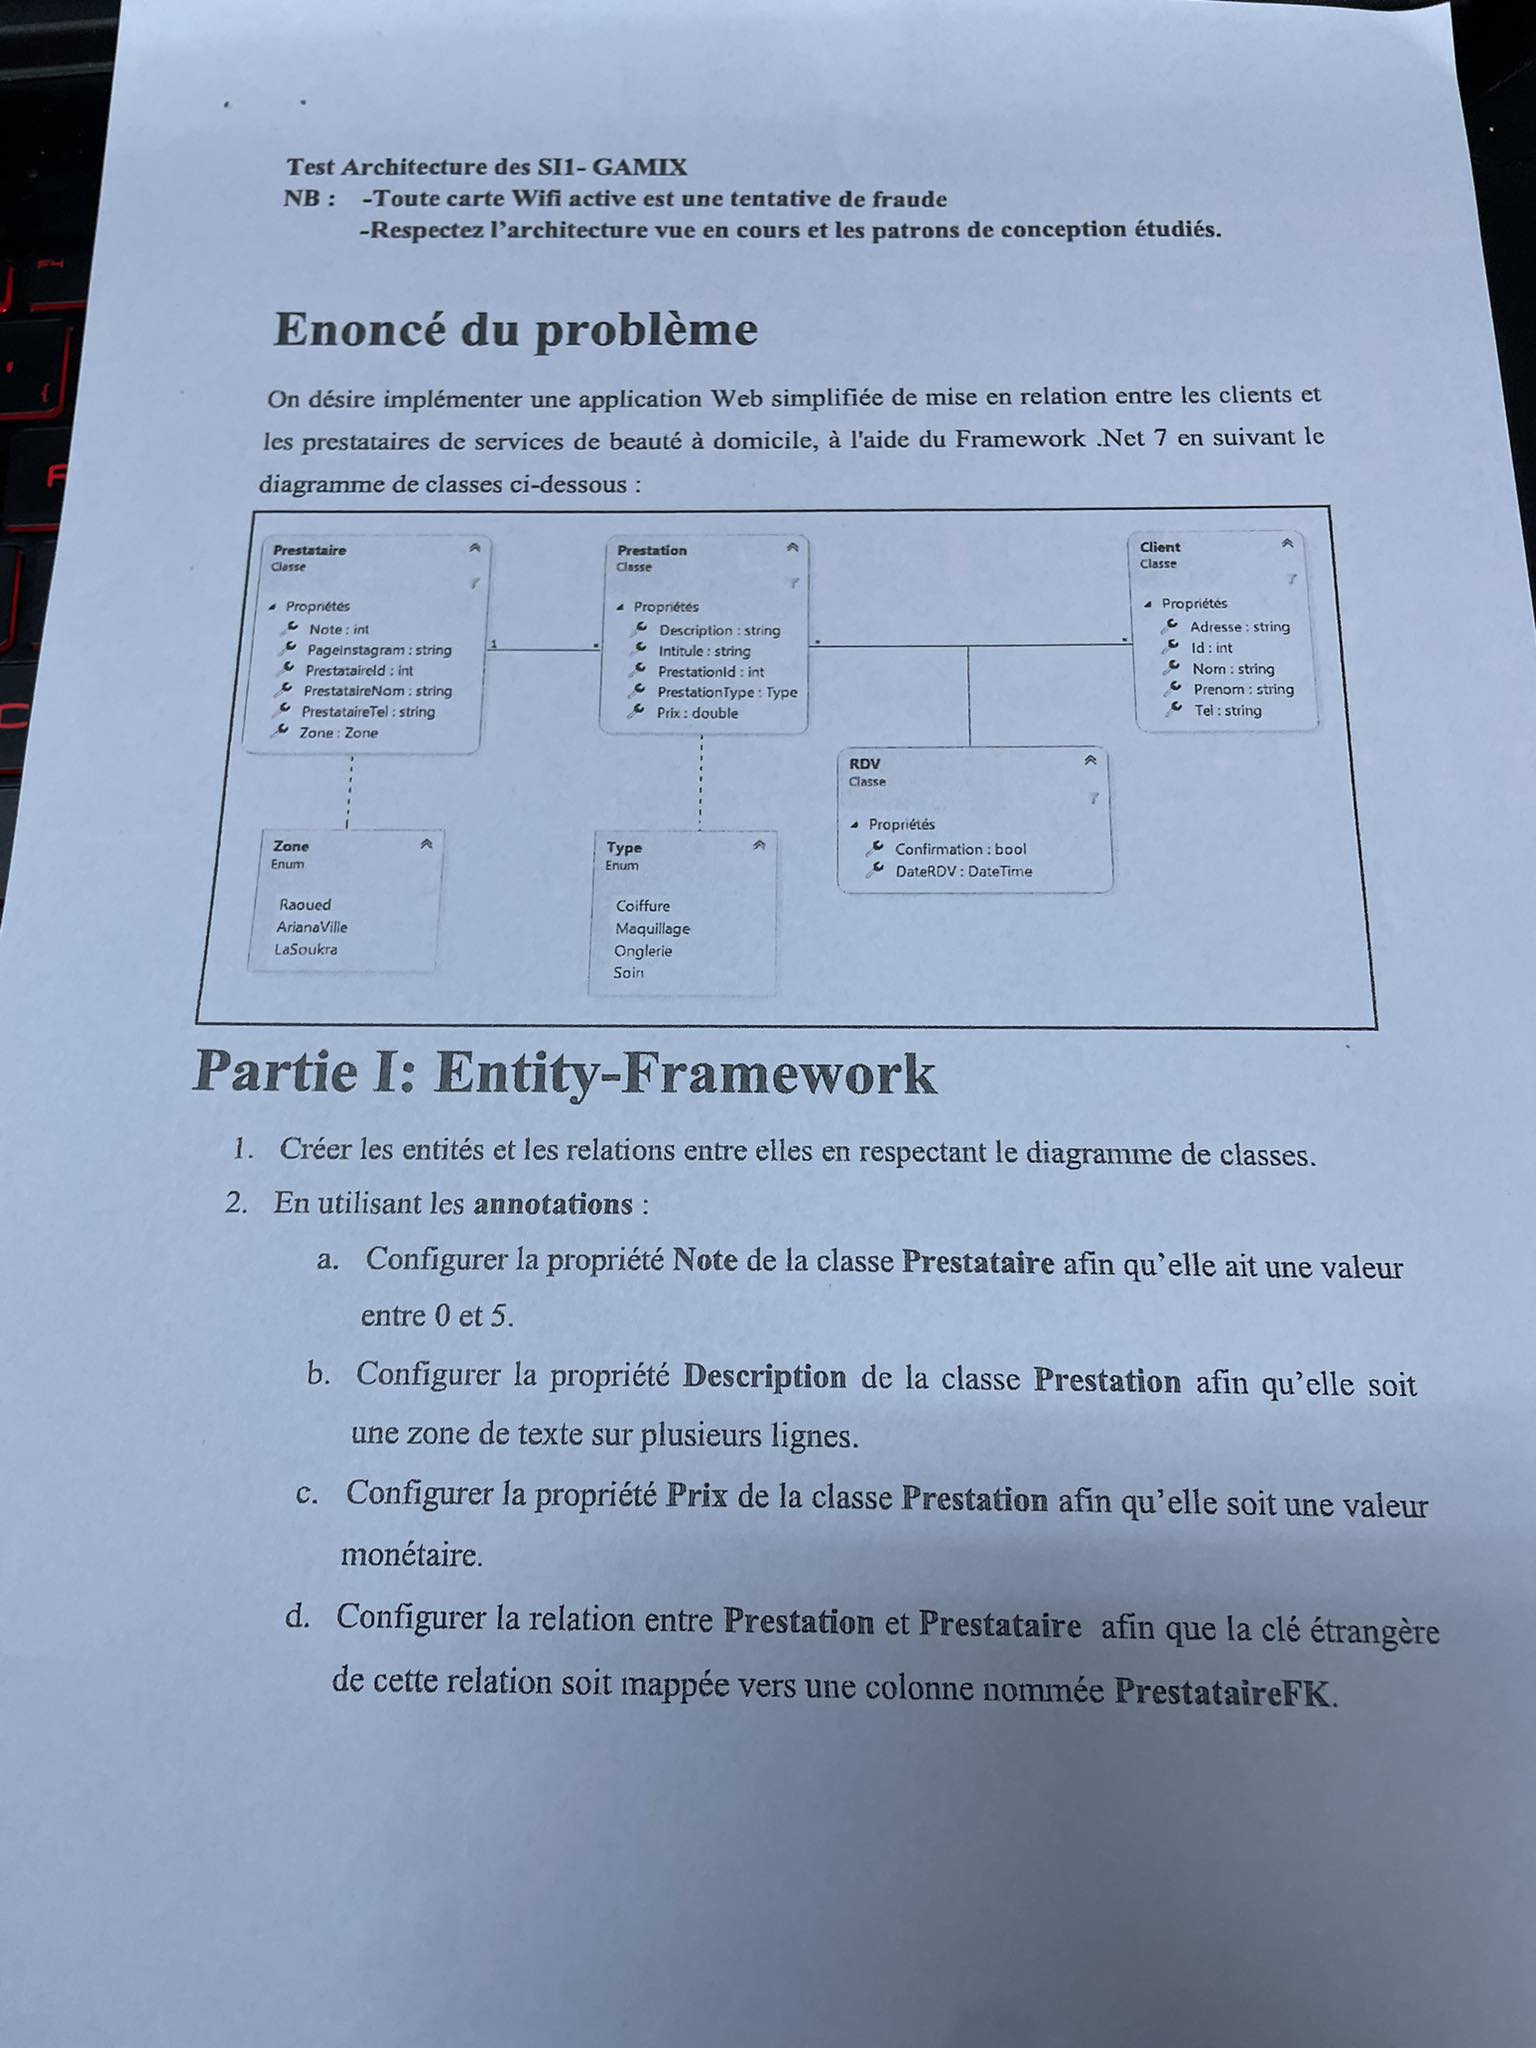 Test Architecture des SI1- GAMIX
NB : -Toute carte Wifi active est une tentative de fraude
-Respectez l'architecture vue en cours et les patrons de conception étudiés.
Enoncé du problème
On désire implémenter une application Web simplifiée de mise en relation entre les clients et
les prestataires de services de beauté à domicile, à l'aide du Framework .Net 7 en suivant le
diagramme de classes ci-dessous :
Prestataire
Classe
Propriétés
Note : int
PageInstagram : string
PrestataireId : int
PrestataireNom : string
PrestataireTel : string
Zone : Zone
1
*
Prestation
Classe
Propriétés
Description : string
Intitule : string
PrestationId : int
PrestationType : Type
Prix : double
*
*
Client
Classe
Propriétés
Adresse : string
Id : int
Nom : string
Prenom : string
Tel : string
RDV
Classe
Propriétés
Confirmation : bool
DateRDV : DateTime
Zone
Enum
Raoued
ArianaVille
LaSoukra
Type
Enum
Coiffure
Maquillage
Onglerie
Soin
Partie I: Entity-Framework
1. Créer les entités et les relations entre elles en respectant le diagramme de classes.
2. En utilisant les annotations :
a. Configurer la propriété Note de la classe Prestataire afin qu'elle ait une valeur
entre 0 et 5.
b. Configurer la propriété Description de la classe Prestation afin qu'elle soit
une zone de texte sur plusieurs lignes.
c. Configurer la propriété Prix de la classe Prestation afin qu'elle soit une valeur
monétaire.
d. Configurer la relation entre Prestation et Prestataire afin que la clé étrangère
de cette relation soit mappée vers une colonne nommée PrestataireFK.